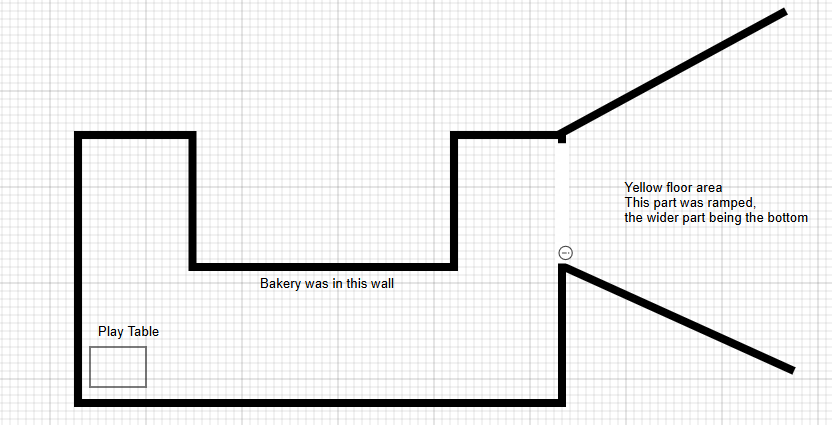 Yellow floor area
This part was ramped,
the wider part being the bottom
Bakery was in this wall
Play Table